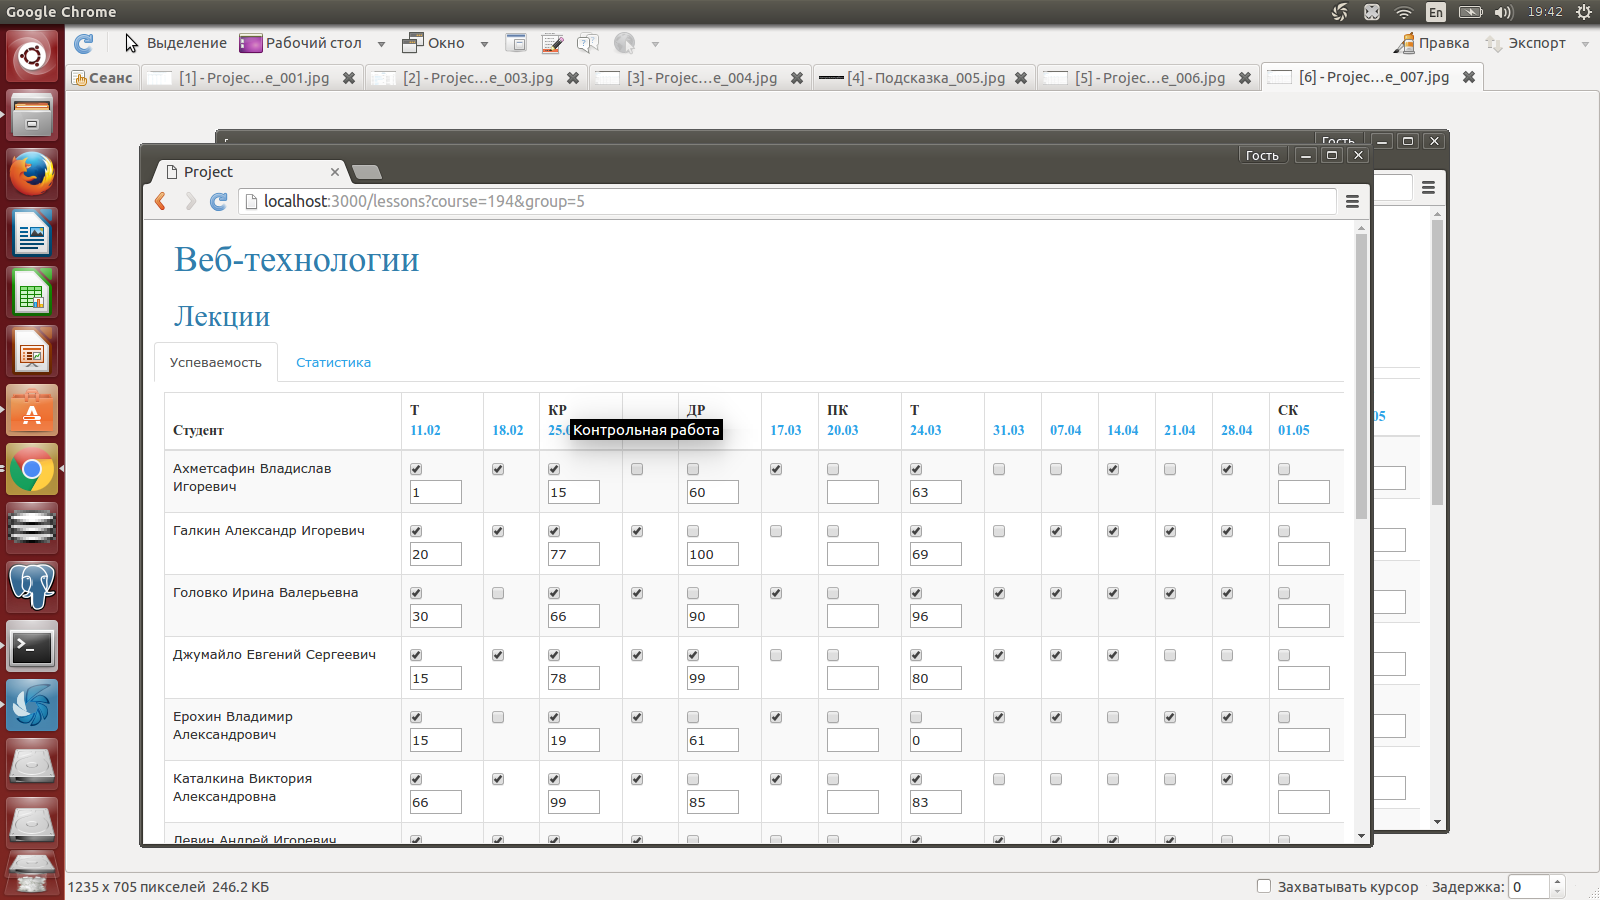 Google Chrome
En
19:42
Выделение
Рабочий стол
Окно
Правка
Экспорт
Сеанс
[1] - Projec...e_001.jpg
[2] - Projec...e_003.jpg
[3] - Projec...e_004.jpg
[4] - Подсказка_005.jpg
[5] - Projec...e_006.jpg
[6] - Projec...e_007.jpg
Гость
Project
localhost:3000/lessons?course=194&group=5
Веб-технологии
Лекции
Успеваемость
Статистика
Т КР ДР ПК Т СК
Студент 11.02 18.02 Контрольная работа 17.03 20.03 24.03 31.03 07.04 14.04 21.04 28.04 01.05
Ахметсафин Владислав
Игоревич
1 15 60 63
Галкин Александр Игоревич
20 77 100 69
Головко Ирина Валерьевна
30 66 90 96
Джумайло Евгений Сергеевич
15 78 99 80
Ерохин Владимир
Александрович
15 19 61 0
Каталкина Виктория
Александровна
66 99 85 83
Левин Андрей Игоревич
1235 x 705 пикселей 246.2 КБ
Захватывать курсор
Задержка: 0